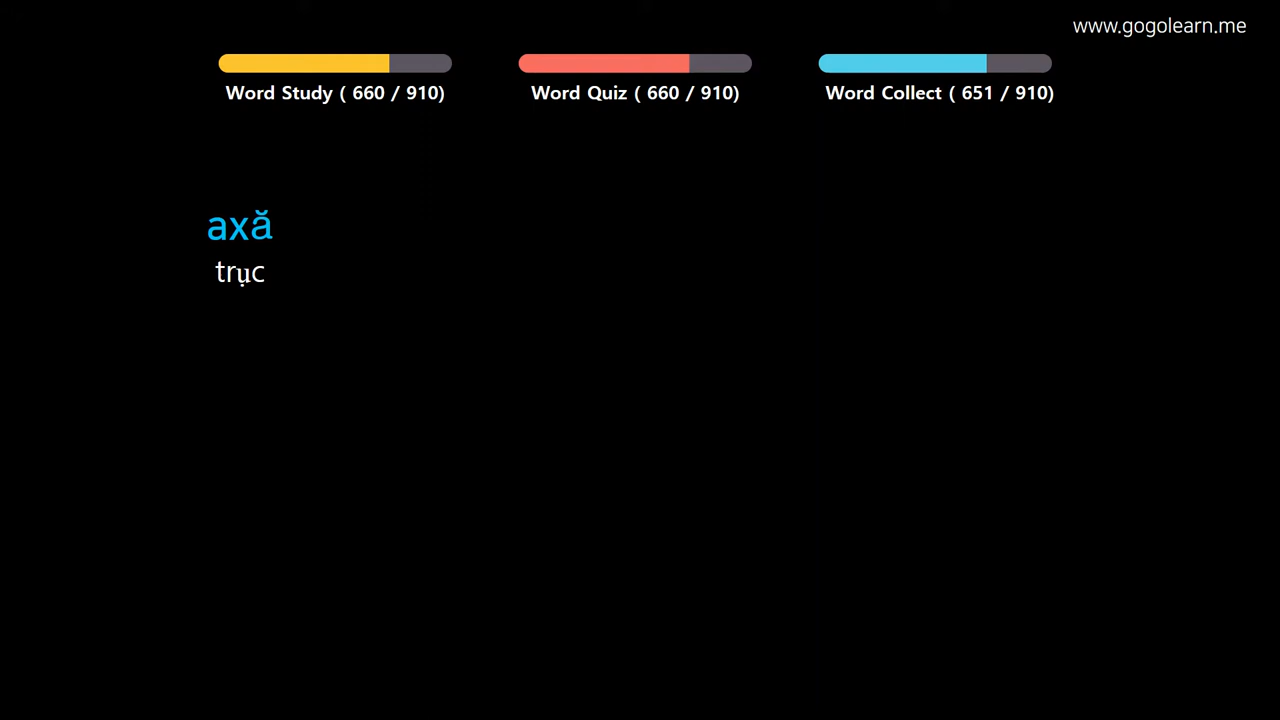 www.gogolearn.me
Word Study ( 660 / 910)
Word Quiz ( 660 / 910)
Word Collect ( 651 / 910)
axă
trục